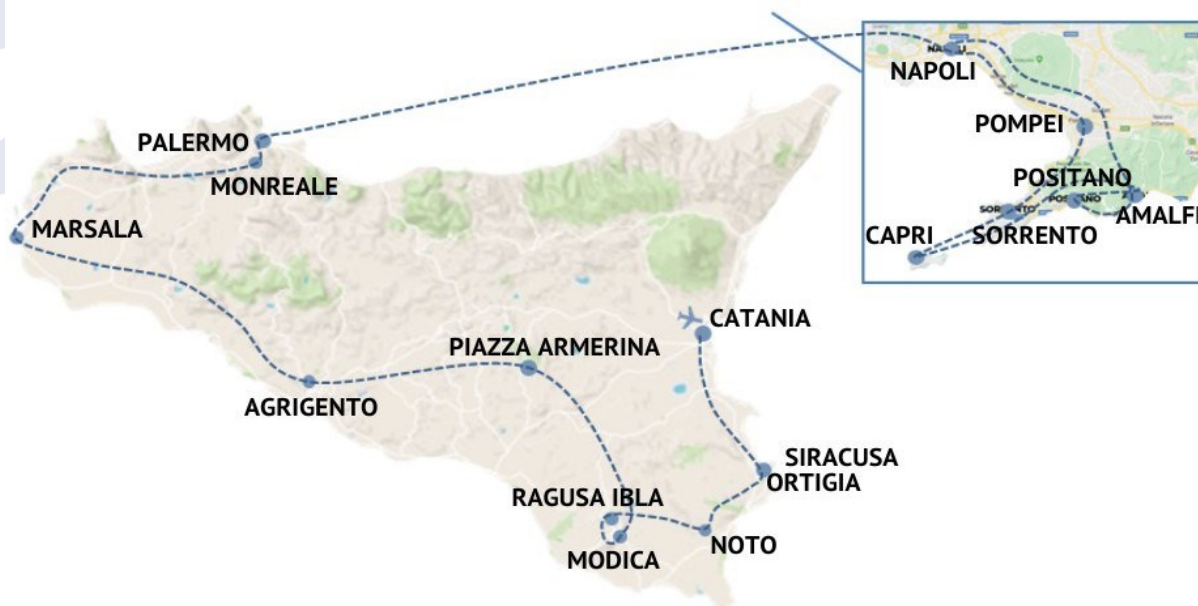 NAPOLI
POMPEI
POSITANO
AMALFI
CAPRI
SORRENTO
PALERMO
MONREALE
MARSALA
CATANIA
PIAZZA ARMERINA
AGRIGENTO
SIRACUSA
ORTIGIA
RAGUSA IBLA
NOTO
MODICA